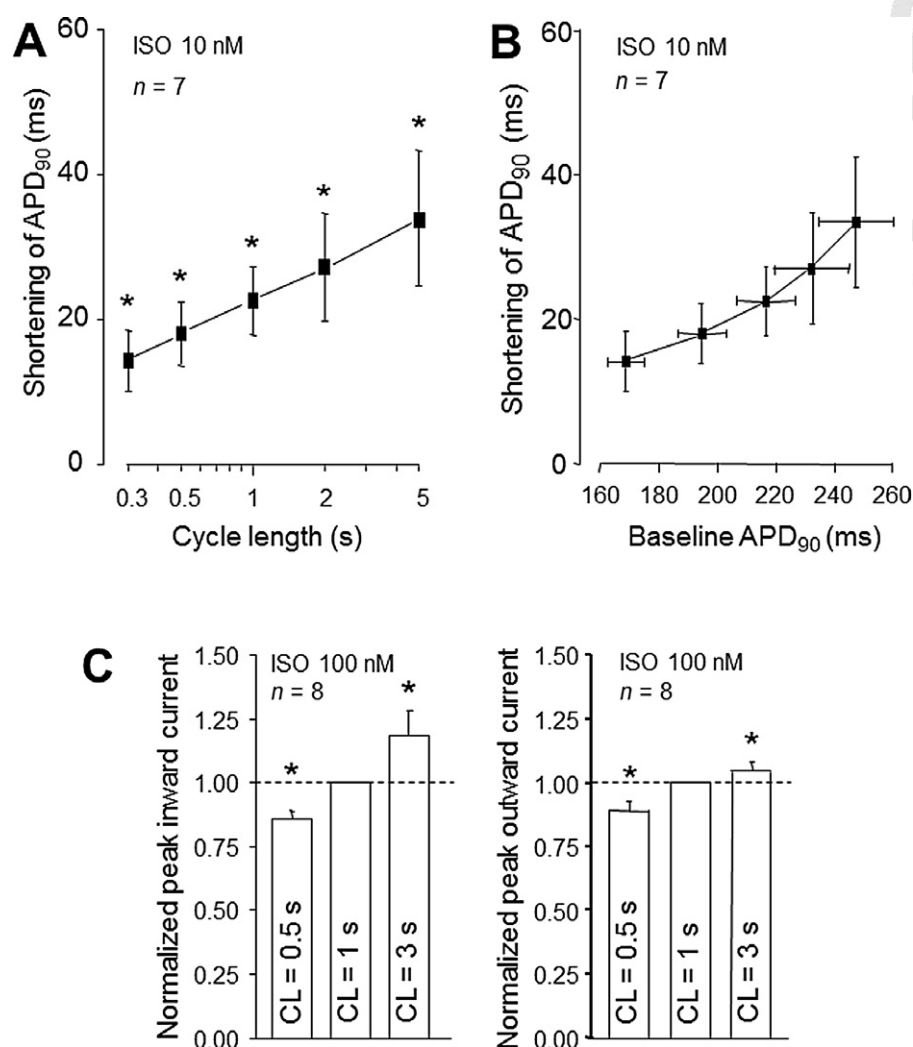 A
ISO 10 nM
n = 7
Shortening of APD90 (ms)
60
40
20
0
* * * * *
0.3 0.5 1 2 5
Cycle length (s)
B
ISO 10 nM
n = 7
Shortening of APD90 (ms)
60
40
20
0
160 180 200 220 240 260
Baseline APD90 (ms)
C
ISO 100 nM
n = 8
Normalized peak inward current
1.50
1.25
1.00
0.75
0.50
0.25
0.00
* *
CL = 0.5 s
CL = 1 s
CL = 3 s
ISO 100 nM
n = 8
Normalized peak outward current
1.50
1.25
1.00
0.75
0.50
0.25
0.00
* *
CL = 0.5 s
CL = 1 s
CL = 3 s